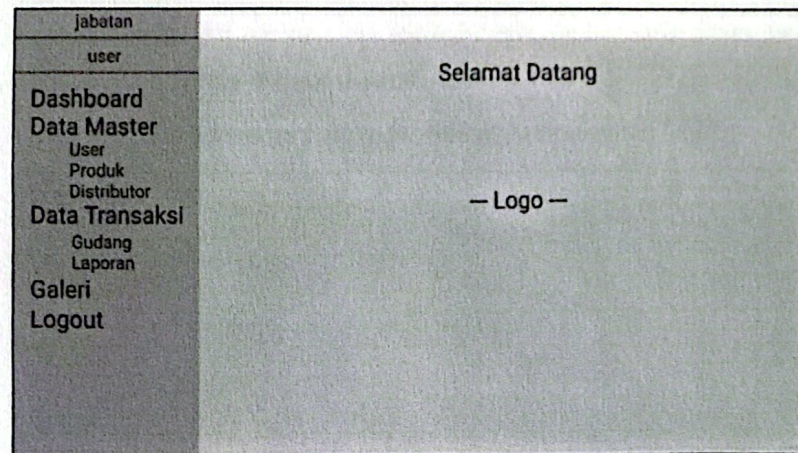 jabatan
user
Dashboard
Data Master
User
Produk
Distributor
Data Transaksi
Gudang
Laporan
Galeri
Logout
Selamat Datang
— Logo —